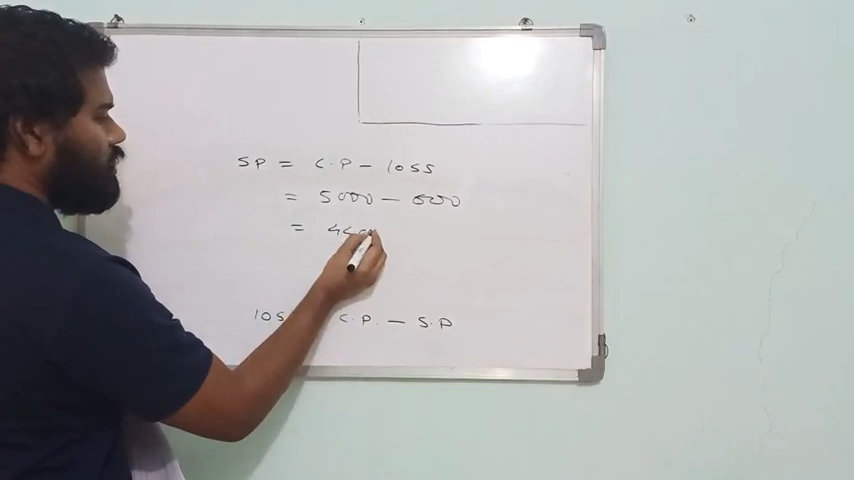 SP = C.P - loss
= 5000 - 600
=
C.P. - S.P